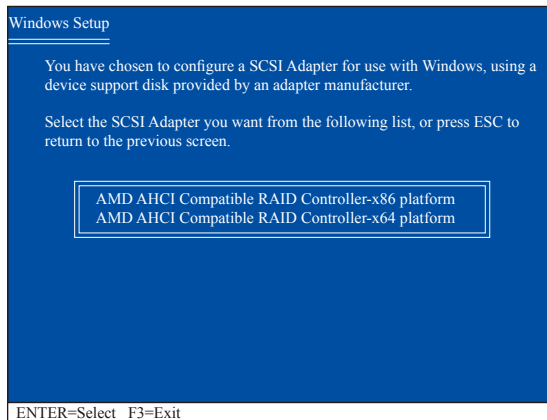 Windows Setup
You have chosen to configure a SCSI Adapter for use with Windows, using a
device support disk provided by an adapter manufacturer.
Select the SCSI Adapter you want from the following list, or press ESC to
return to the previous screen.
AMD AHCI Compatible RAID Controller-x86 platform
AMD AHCI Compatible RAID Controller-x64 platform
ENTER=Select F3=Exit